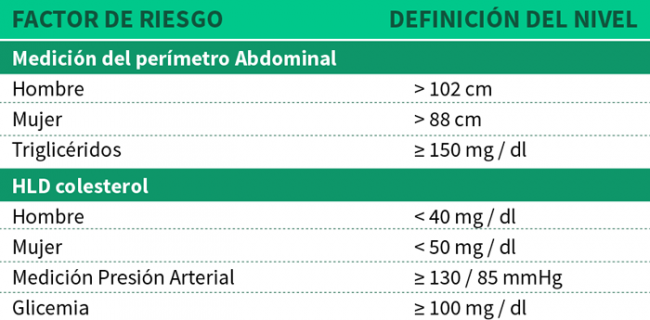 FACTOR DE RIESGO DEFINICIÓN DEL NIVEL
Medición del perímetro Abdominal
Hombre > 102 cm
Mujer > 88 cm
Triglicéridos ≥ 150 mg / dl
HLD colesterol
Hombre < 40 mg / dl
Mujer < 50 mg / dl
Medición Presión Arterial ≥ 130 / 85 mmHg
Glicemia ≥ 100 mg / dl